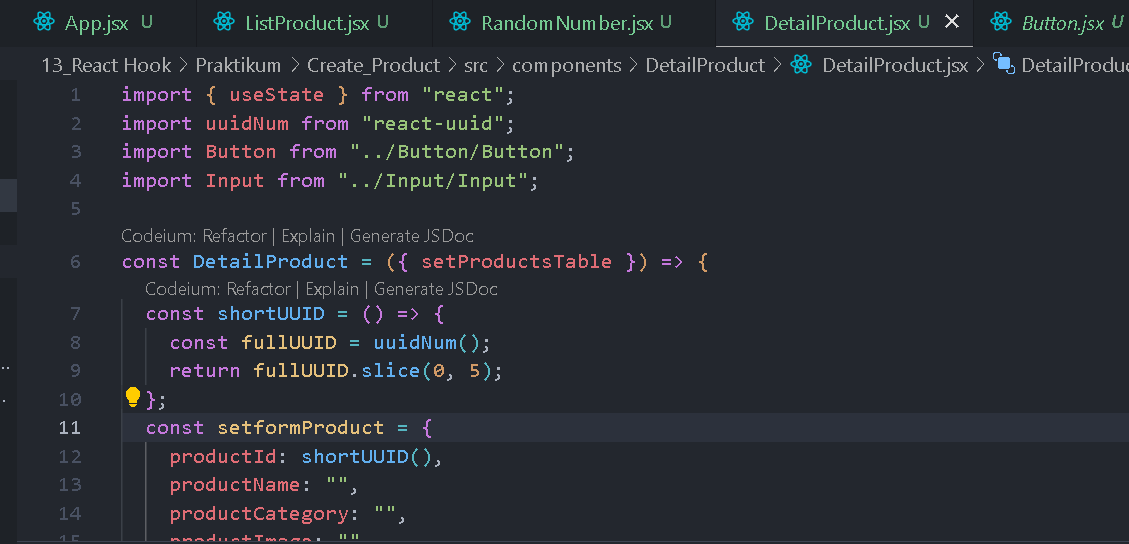 App.jsx U ListProduct.jsx U RandomNumber.jsx U DetailProduct.jsx U Button.jsx U
13_React Hook > Praktikum > Create_Product > src > components > DetailProduct > DetailProduct.jsx > DetailProduc
1 import { useState } from "react";
2 import uuidNum from "react-uuid";
3 import Button from "../Button/Button";
4 import Input from "../Input/Input";
5
Codeium: Refactor | Explain | Generate JSDoc
6 const DetailProduct = ({ setProductsTable }) => {
Codeium: Refactor | Explain | Generate JSDoc
7 const shortUUID = () => {
8 const fullUUID = uuidNum();
9 return fullUUID.slice(0, 5);
10 };
11 const setformProduct = {
12 productId: shortUUID(),
13 productName: "",
14 productCategory: "",
15 productImage: ""